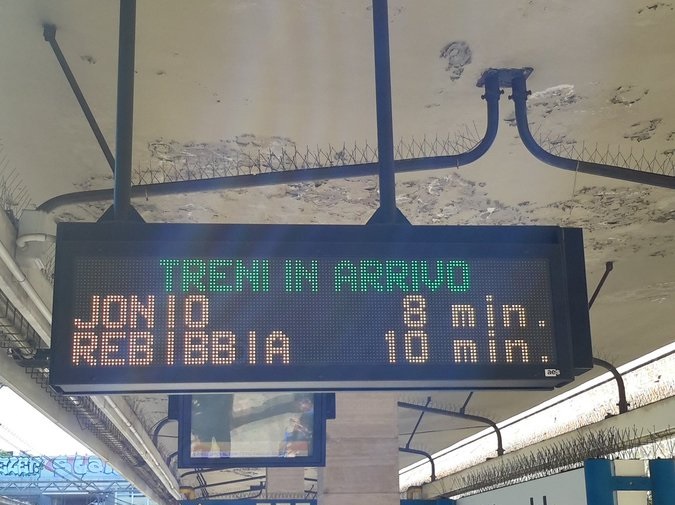 TRENI IN ARRIVO
JONIO 8 min.
REBIBBIA 10 min.